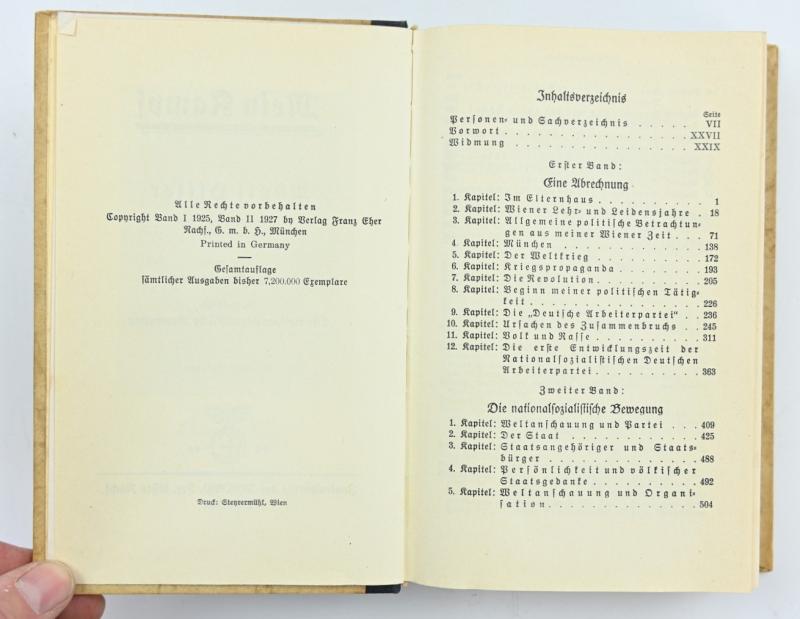 Alle Rechte vorbehalten
Copyright Band I 1925, Band II 1927 by Verlag Franz Eher
Nachf., G. m. b. H., München
Printed in Germany
Gesamtauflage
sämtlicher Ausgaben bisher 7,200.000 Exemplare
Druck: Steyrermühl, Wien
Inhaltsverzeichnis
Seite
Personen- und Sachverzeichnis . . . . . VII
Vorwort . . . . . . . . . . . . . . . XXVII
Widmung . . . . . . . . . . . . . . . XXIX
Erster Band:
Eine Abrechnung
1. Kapitel: Im Elternhaus . . . . . . . . . 1
2. Kapitel: Wiener Lehr- und Leidensjahre . 18
3. Kapitel: Allgemeine politische Betrachtun-
gen aus meiner Wiener Zeit . . . 71
4. Kapitel: München . . . . . . . . . . . 138
5. Kapitel: Der Weltkrieg . . . . . . . . . 172
6. Kapitel: Kriegspropaganda . . . . . . . 193
7. Kapitel: Die Revolution . . . . . . . . . 205
8. Kapitel: Beginn meiner politischen Tätig-
keit . . . . . . . . . . . . . . 226
9. Kapitel: Die „Deutsche Arbeiterpartei“ . . 236
10. Kapitel: Ursachen des Zusammenbruchs . . 245
11. Kapitel: Volk und Rasse . . . . . . . . . 311
12. Kapitel: Die erste Entwicklungszeit der
Nationalsozialistischen Deutschen
Arbeiterpartei . . . . . . . . . 363
Zweiter Band:
Die nationalsozialistische Bewegung
1. Kapitel: Weltanschauung und Partei . . . 409
2. Kapitel: Der Staat . . . . . . . . . . . 425
3. Kapitel: Staatsangehöriger und Staats-
bürger . . . . . . . . . . . . . 488
4. Kapitel: Persönlichkeit und völkischer
Staatsgedanke . . . . . . . . . 492
5. Kapitel: Weltanschauung und Organi-
sation . . . . . . . . . . . . . 504